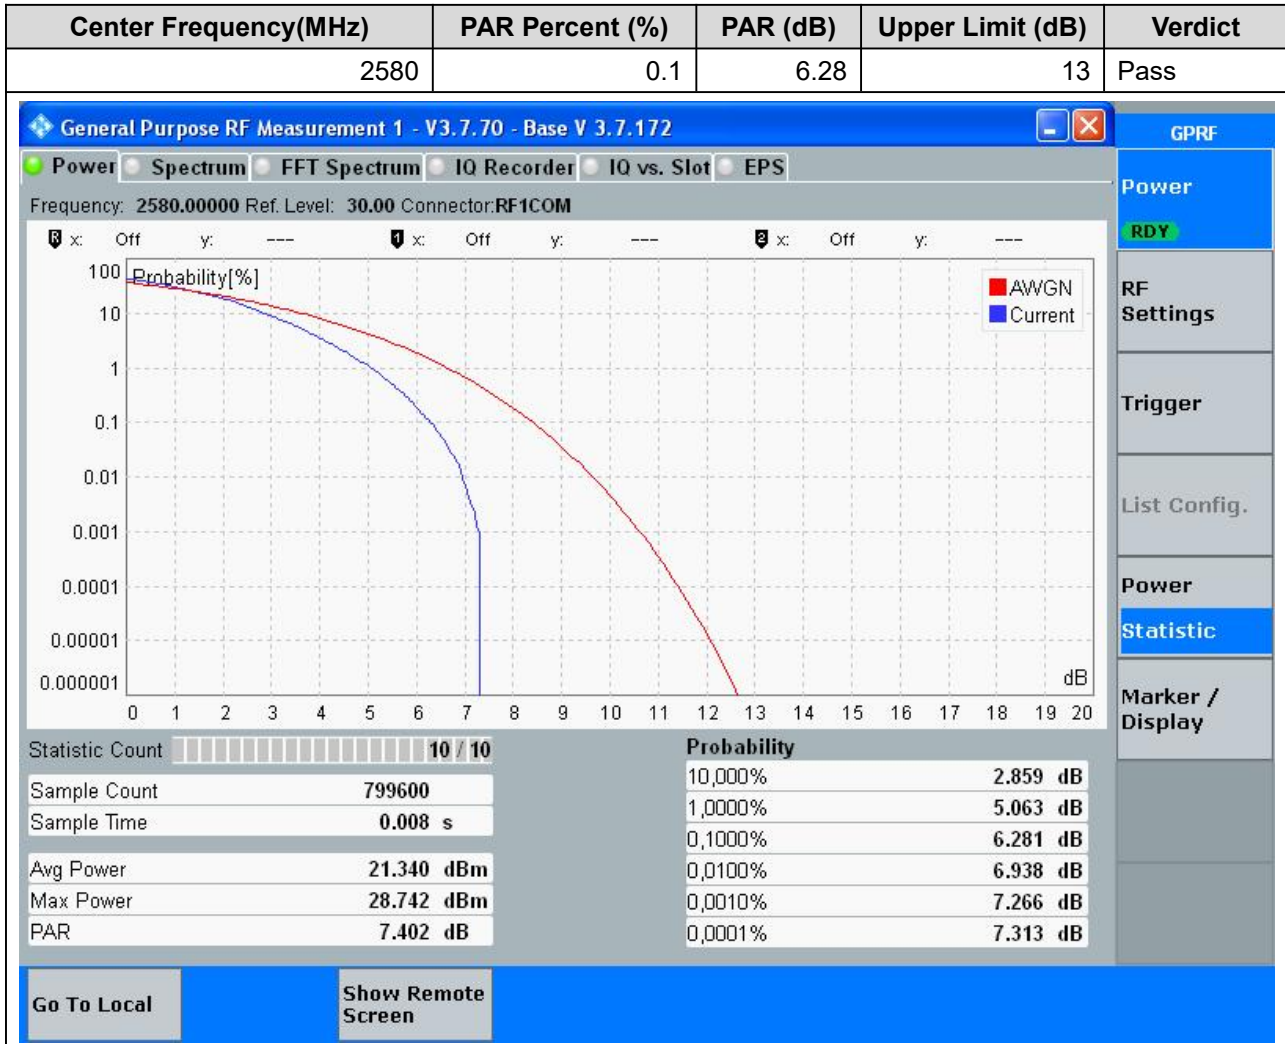 Center Frequency(MHz) PAR Percent (%) PAR (dB) Upper Limit (dB) Verdict
2580 0.1 6.28 13 Pass
General Purpose RF Measurement 1 - V3.7.70 - Base V 3.7.172
GPRF
Power Spectrum FFT Spectrum IQ Recorder IQ vs. Slot EPS
Frequency: 2580.00000 Ref. Level: 30.00 Connector:RF1COM
R x: Off y: --- 1 x: Off y: --- 2 x: Off y: ---
Probability[%]
AWGN
Current
100
10
1
0.1
0.01
0.001
0.0001
0.00001
0.000001
dB
0 1 2 3 4 5 6 7 8 9 10 11 12 13 14 15 16 17 18 19 20
Power
RDY
RF
Settings
Trigger
List Config.
Power
Statistic
Marker /
Display
Statistic Count 10 / 10
Sample Count 799600
Sample Time 0.008 s
Avg Power 21.340 dBm
Max Power 28.742 dBm
PAR 7.402 dB
Probability
10,000% 2.859 dB
1,0000% 5.063 dB
0,1000% 6.281 dB
0,0100% 6.938 dB
0,0010% 7.266 dB
0,0001% 7.313 dB
Go To Local
Show Remote
Screen